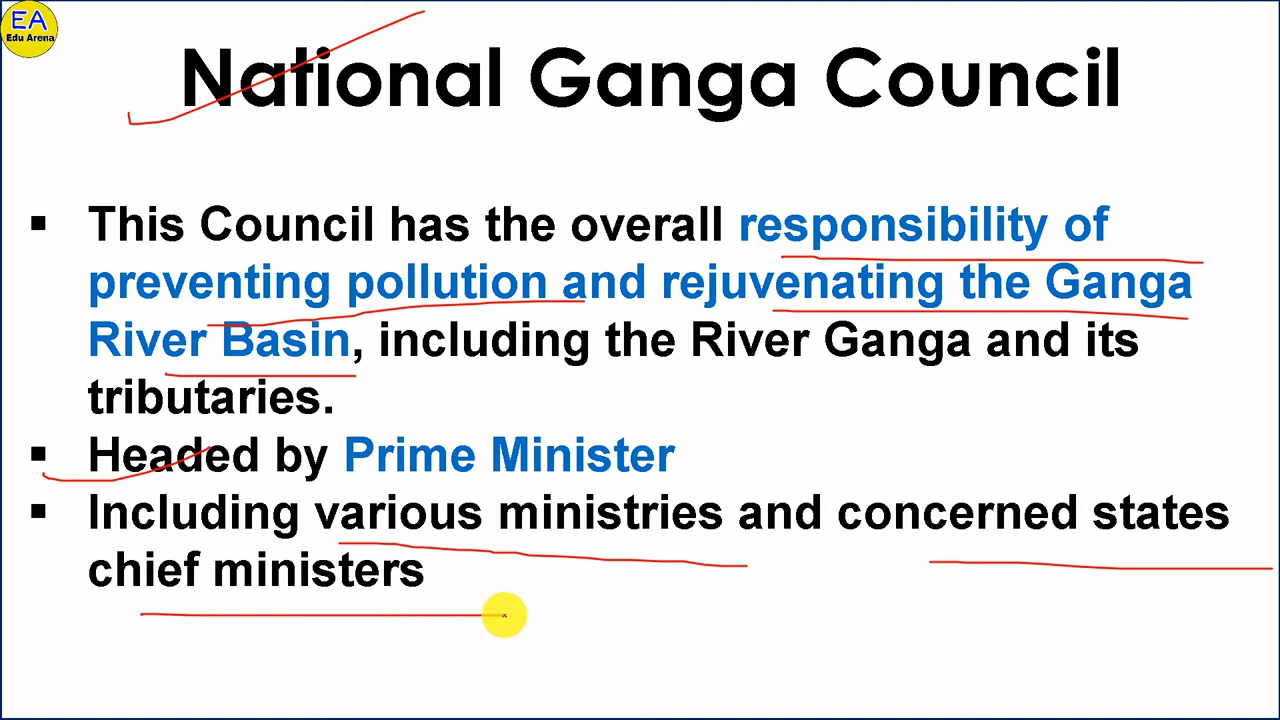 EA
Edu Arena
National Ganga Council
▪ This Council has the overall responsibility of
preventing pollution and rejuvenating the Ganga
River Basin, including the River Ganga and its
tributaries.
▪ Headed by Prime Minister
▪ Including various ministries and concerned states
chief ministers